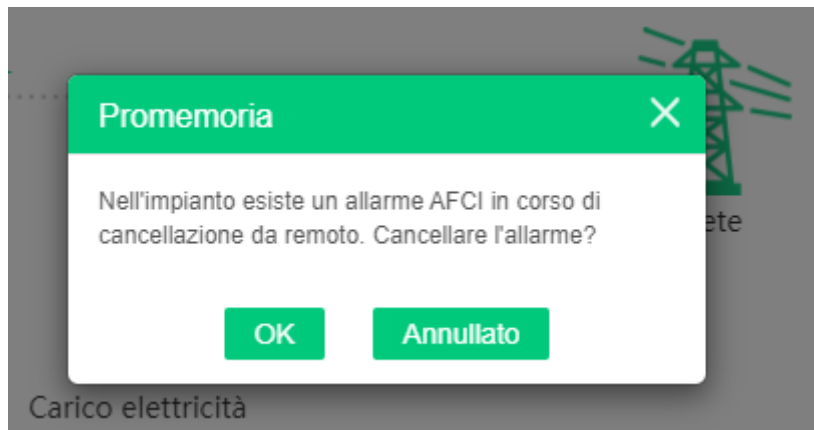 Promemoria
Nell'impianto esiste un allarme AFCI in corso di
cancellazione da remoto. Cancellare l'allarme?
OK
Annullato
ete
Carico elettricità